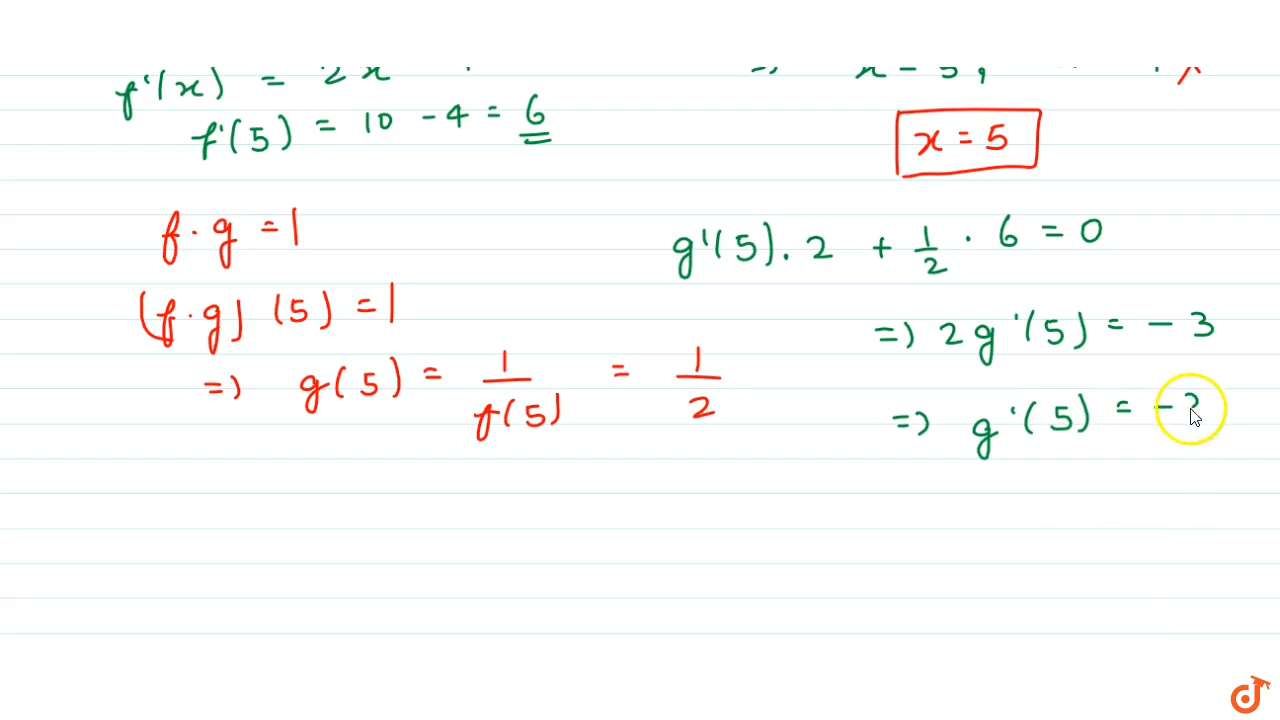 f'(x) = 2x
f'(5) = 10 - 4 = 6
f · g = 1
(f · g) (5) = 1
=> g(5) = 1/f(5) = 1/2
=> x = 5,
x = 5
g'(5) . 2 + 1/2 · 6 = 0
=> 2g'(5) = - 3
=> g'(5) = -